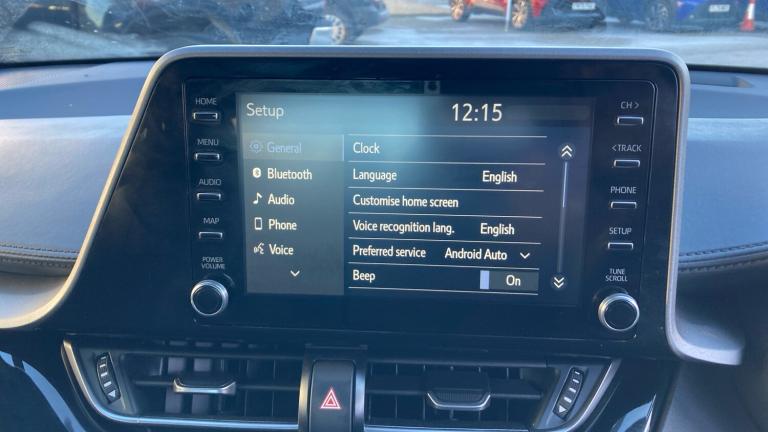 HOME
MENU
AUDIO
MAP
POWER
VOLUME
Setup
12:15
General
Bluetooth
Audio
Phone
Voice
Clock
Language English
Customise home screen
Voice recognition lang. English
Preferred service Android Auto
Beep On
CH >
< TRACK
PHONE
SETUP
TUNE
SCROLL